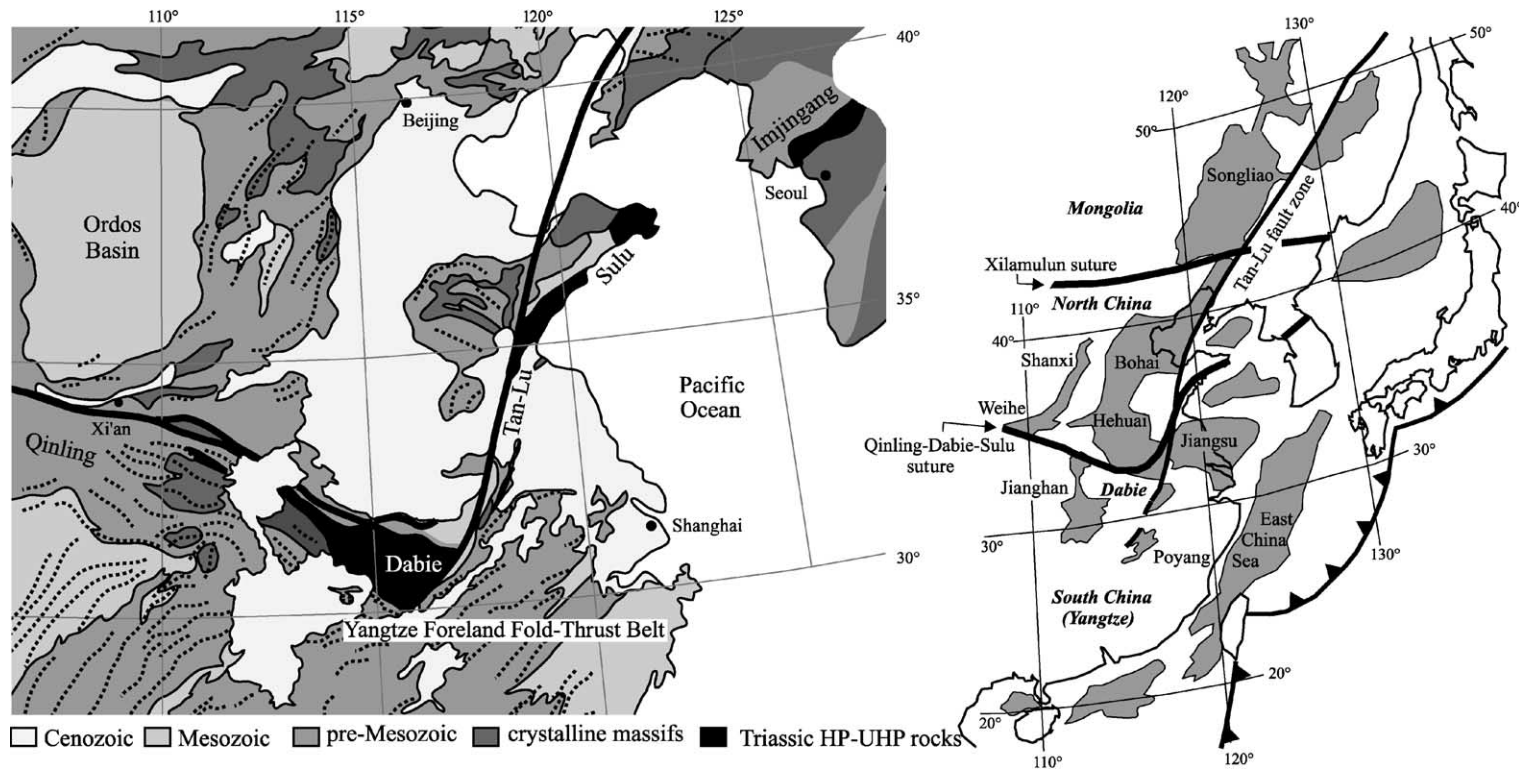 110°
115°
120°
125°
40°
35°
30°
Beijing
Imjingang
Seoul
Ordos
Basin
Sulu
Tan-Lu
Pacific
Ocean
Xi'an
Qinling
Shanghai
Dabie
Yangtze Foreland Fold-Thrust Belt
Cenozoic
Mesozoic
pre-Mesozoic
crystalline massifs
Triassic HP-UHP rocks
130°
50°
120°
50°
Songliao
Mongolia
Tan-Lu fault zone
40°
Xilamulun suture
North China
110°
40°
Shanxi
Bohai
Weihe
Hehuai
Jiangsu
Qinling-Dabie-Sulu
suture
30°
Jianghan
Dabie
East
China
Sea
30°
130°
Poyang
South China
(Yangtze)
20°
20°
110°
120°